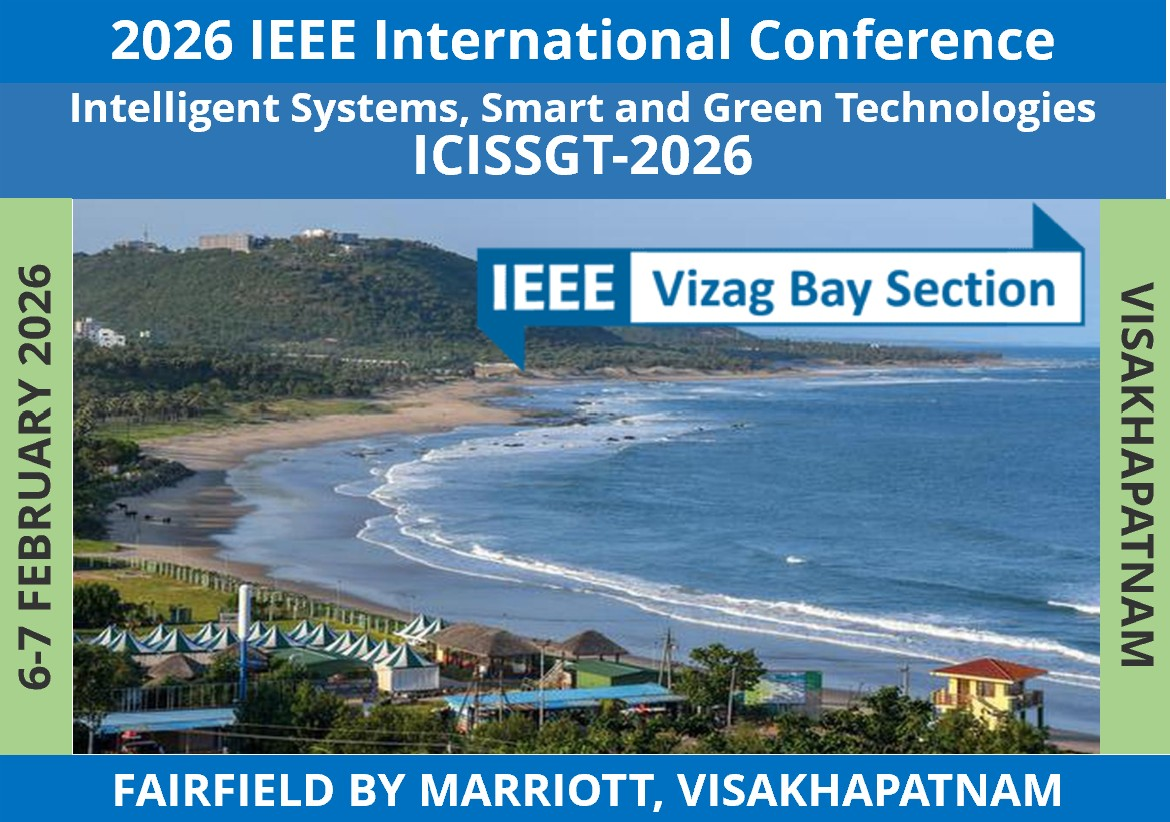 2026 IEEE International Conference
Intelligent Systems, Smart and Green Technologies
ICISSGT-2026
IEEE Vizag Bay Section
6-7 FEBRUARY 2026
VISAKHAPATNAM
FAIRFIELD BY MARRIOTT, VISAKHAPATNAM